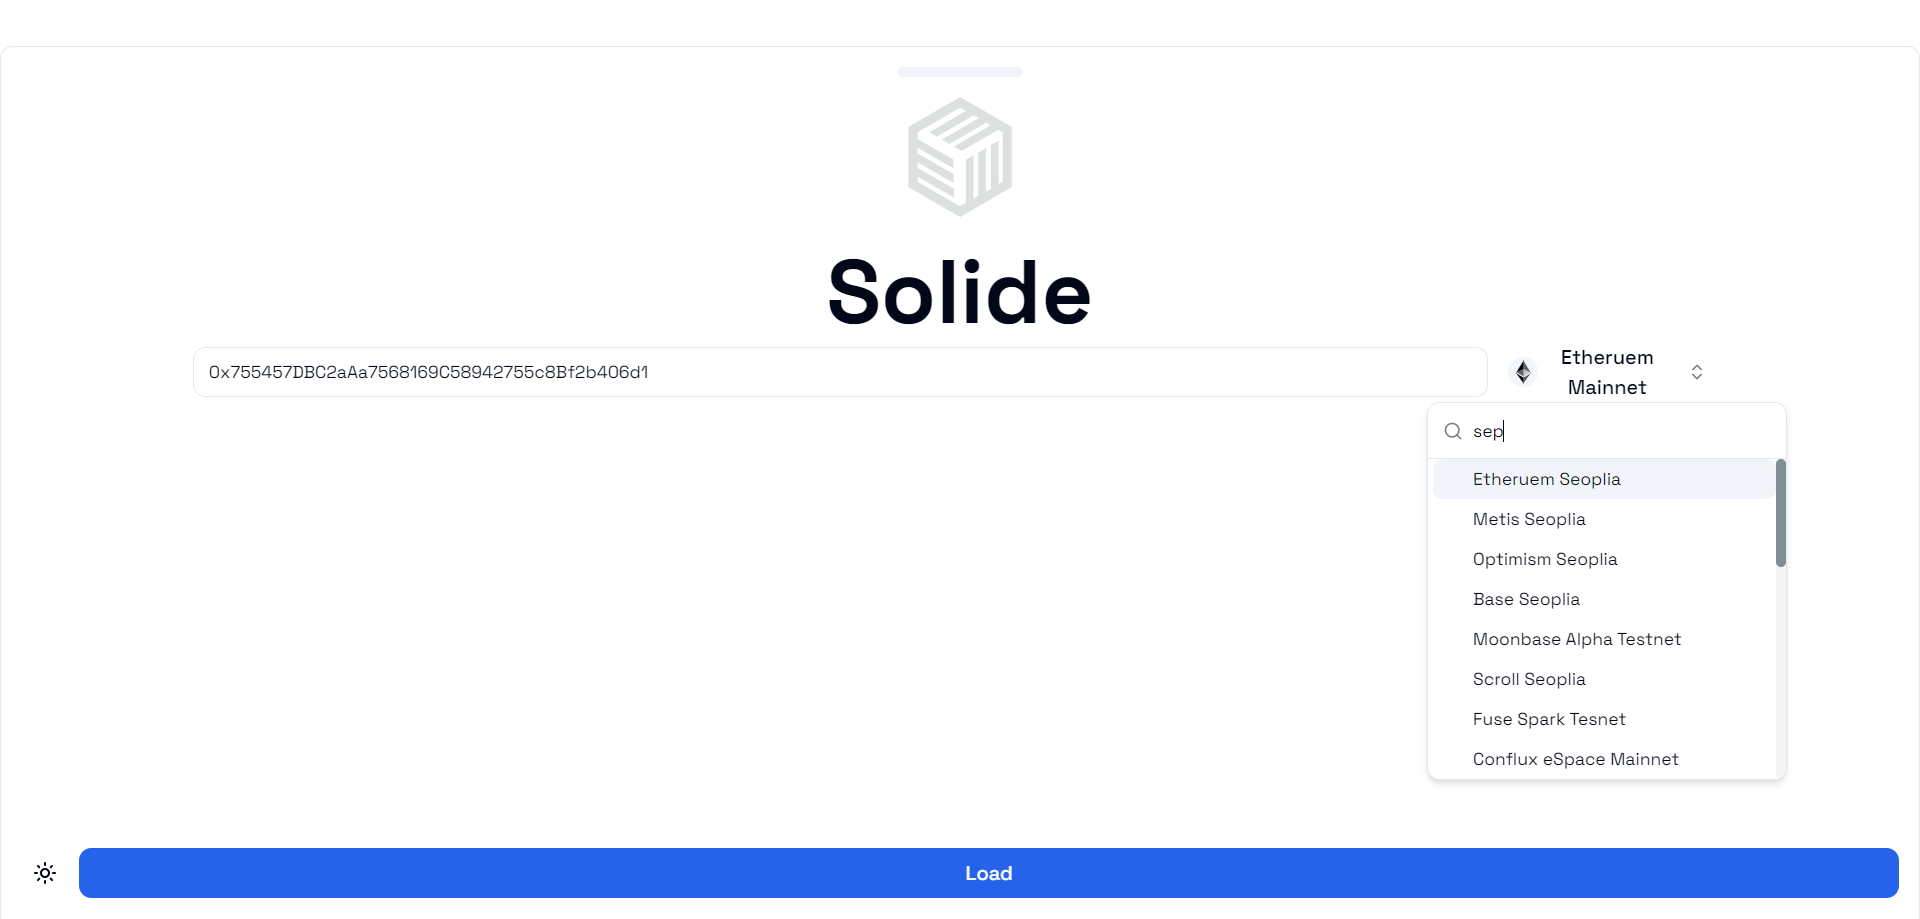 Solide
0x755457DBC2aAa7568169C58942755c8Bf2b406d1
Etheruem
Mainnet
sep
Etheruem Seoplia
Metis Seoplia
Optimism Seoplia
Base Seoplia
Moonbase Alpha Testnet
Scroll Seoplia
Fuse Spark Tesnet
Conflux eSpace Mainnet
Load